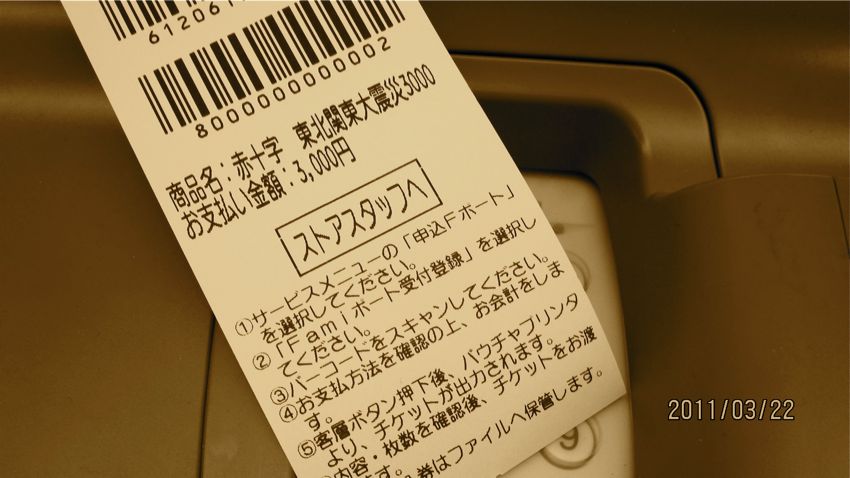 612061
8000000000002
商品名：赤十字　東北関東大震災3000
お支払い金額：3,000円
ストアスタッフへ
①サービスメニューの「申込Fポート」
を選択してください。
②「Famiポート受付登録」を選択し
てください。
③バーコードをスキャンしてください。
④お支払方法を確認の上、お会計をしま
す。
⑤客層ボタン押下後、バウチャプリンタ
より、チケットが出力されます。
内容・枚数を確認後、チケットをお渡
ます。
券はファイルへ保管します。
9
2011/03/22